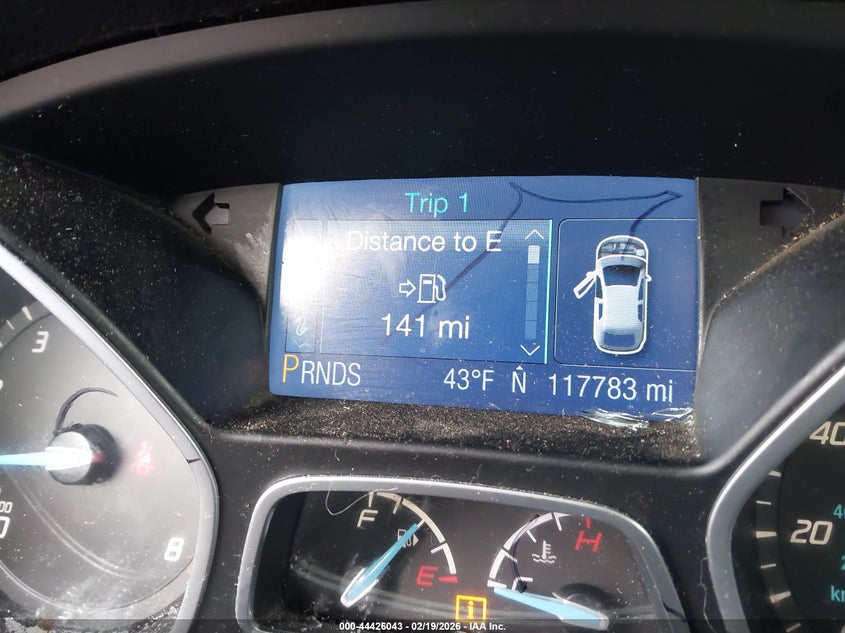 Trip 1
Distance to E
141 mi
PRNDS 43°F N 117783 mi
3
8
F
E
H
i
40
20
000-44426043 - 02/19/2026 - IAA Inc.